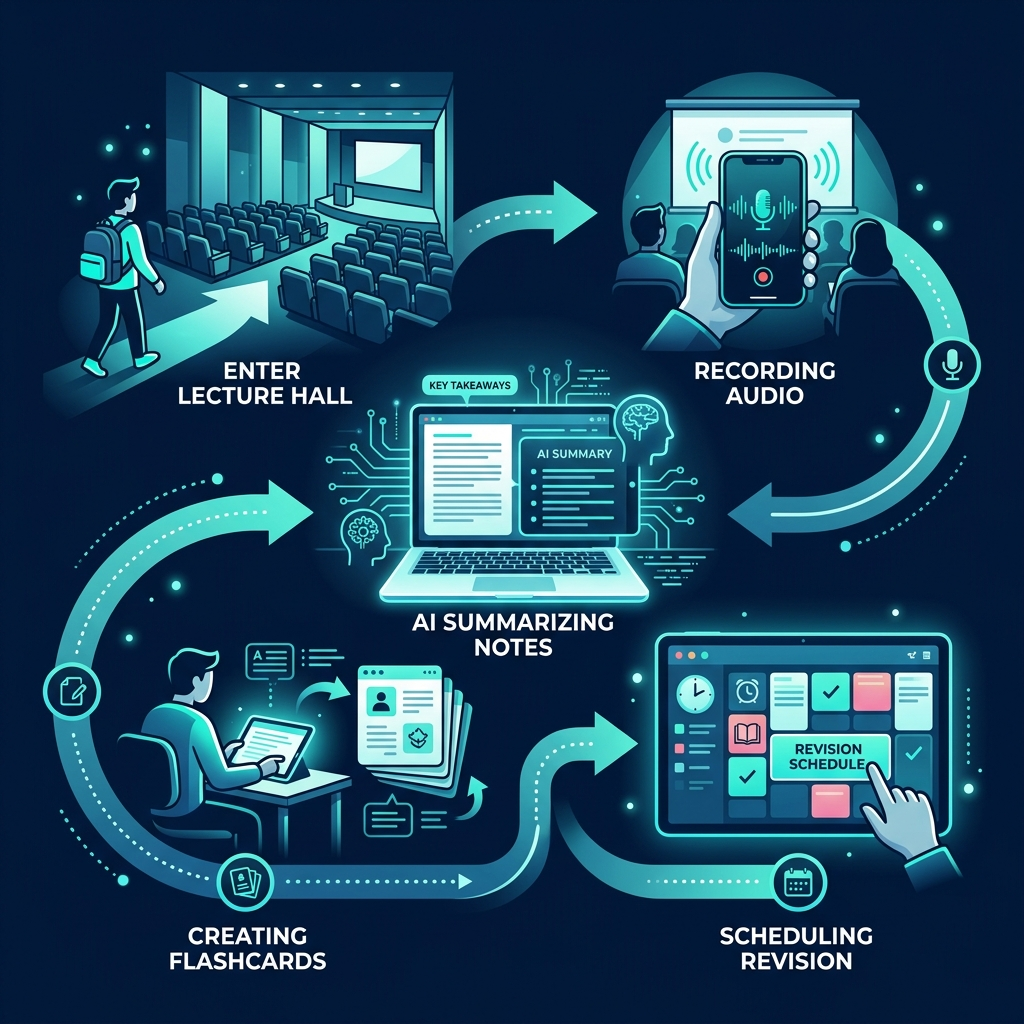 ENTER
LECTURE HALL
RECORDING
AUDIO
KEY TAKEAWAYS
AI SUMMARY
AI SUMMARIZING
NOTES
A
REVISION
SCHEDULE
CREATING
FLASHCARDS
SCHEDULING
REVISION